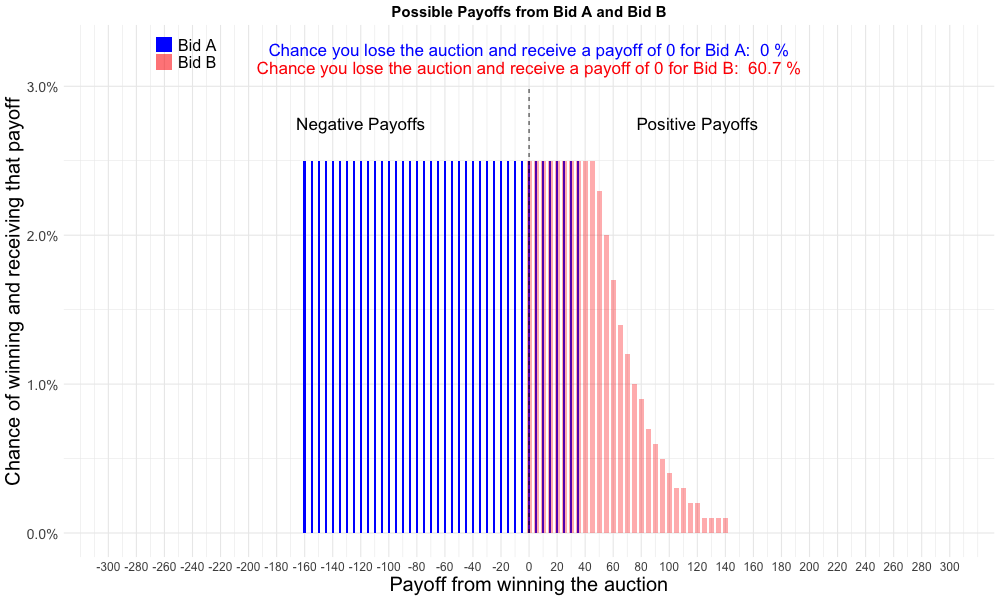 Possible Payoffs from Bid A and Bid B
Bid A
Bid B
Chance you lose the auction and receive a payoff of 0 for Bid A:  0 %
Chance you lose the auction and receive a payoff of 0 for Bid B:  60.7 %
Negative Payoffs
Positive Payoffs
Chance of winning and receiving that payoff
3.0%
2.0%
1.0%
0.0%
-300 -280 -260 -240 -220 -200 -180 -160 -140 -120 -100 -80 -60 -40 -20 0 20 40 60 80 100 120 140 160 180 200 220 240 260 280 300
Payoff from winning the auction